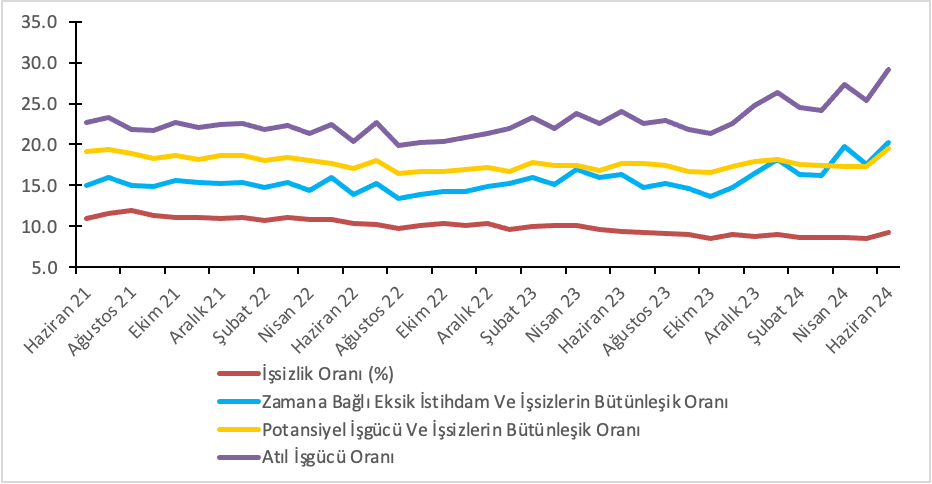 35.0
30.0
25.0
20.0
15.0
10.0
5.0
Haziran 21
Ağustos 21
Ekim 21
Aralık 21
Şubat 22
Nisan 22
Haziran 22
Ağustos 22
Ekim 22
Aralık 22
Şubat 23
Nisan 23
Haziran 23
Ağustos 23
Ekim 23
Aralık 23
Şubat 24
Nisan 24
Haziran 24
İşsizlik Oranı (%)
Zamana Bağlı Eksik İstihdam Ve İşsizlerin Bütünleşik Oranı
Potansiyel İşgücü Ve İşsizlerin Bütünleşik Oranı
Atıl İşgücü Oranı